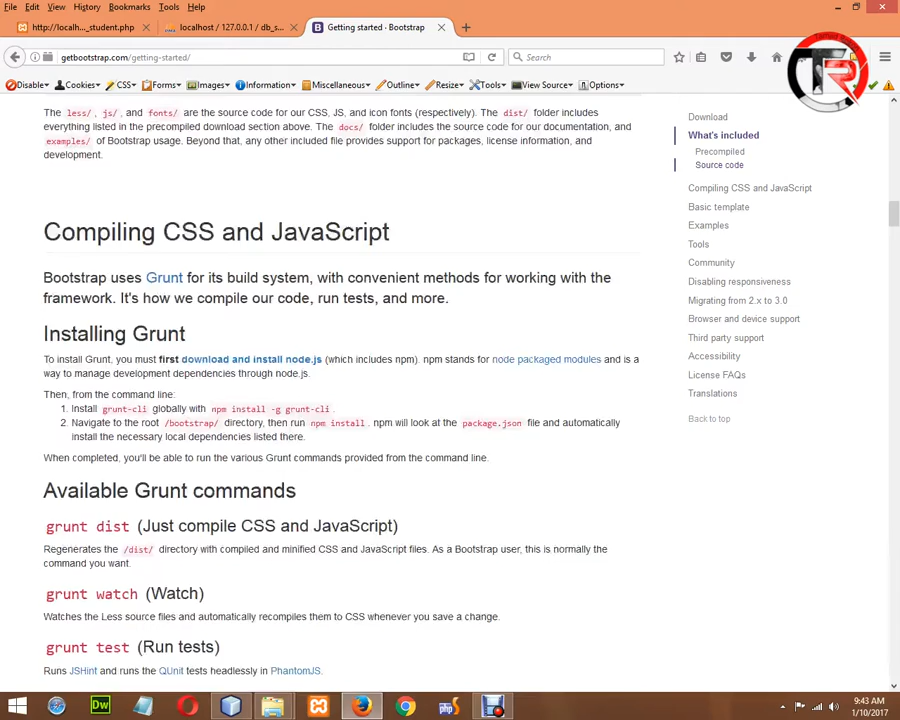 File Edit View History Bookmarks Tools Help
http://localh..._student.php
localhost / 127.0.0.1 / db_s...
Getting started · Bootstrap
getbootstrap.com/getting-started/
Search
Disable Cookies CSS Forms Images Information Miscellaneous Outline Resize Tools View Source Options
The less/, js/, and fonts/ are the source code for our CSS, JS, and icon fonts (respectively). The dist/ folder includes
everything listed in the precompiled download section above. The docs/ folder includes the source code for our documentation, and
examples/ of Bootstrap usage. Beyond that, any other included file provides support for packages, license information, and
development.
Compiling CSS and JavaScript
Bootstrap uses Grunt for its build system, with convenient methods for working with the
framework. It's how we compile our code, run tests, and more.
Installing Grunt
To install Grunt, you must first download and install node.js (which includes npm). npm stands for node packaged modules and is a
way to manage development dependencies through node.js.
Then, from the command line:
1. Install grunt-cli globally with npm install -g grunt-cli.
2. Navigate to the root /bootstrap/ directory, then run npm install. npm will look at the package.json file and automatically
install the necessary local dependencies listed there.
When completed, you'll be able to run the various Grunt commands provided from the command line.
Available Grunt commands
grunt dist (Just compile CSS and JavaScript)
Regenerates the /dist/ directory with compiled and minified CSS and JavaScript files. As a Bootstrap user, this is normally the
command you want.
grunt watch (Watch)
Watches the Less source files and automatically recompiles them to CSS whenever you save a change.
grunt test (Run tests)
Runs JSHint and runs the QUnit tests headlessly in PhantomJS.
Download
What's included
Precompiled
Source code
Compiling CSS and JavaScript
Basic template
Examples
Tools
Community
Disabling responsiveness
Migrating from 2.x to 3.0
Browser and device support
Third party support
Accessibility
License FAQs
Translations
Back to top
Dw
php
9:43 AM
1/10/2017